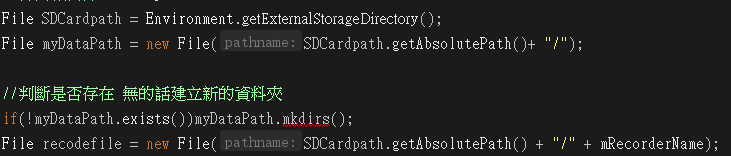 File SDCardpath = Environment.getExternalStorageDirectory();
File myDataPath = new File( pathname: SDCardpath.getAbsolutePath()+ "/");
//判斷是否存在 無的話建立新的資料夾
if(!myDataPath.exists())myDataPath.mkdirs();
File recodefile = new File( pathname: SDCardpath.getAbsolutePath() + "/" + mRecorderName);